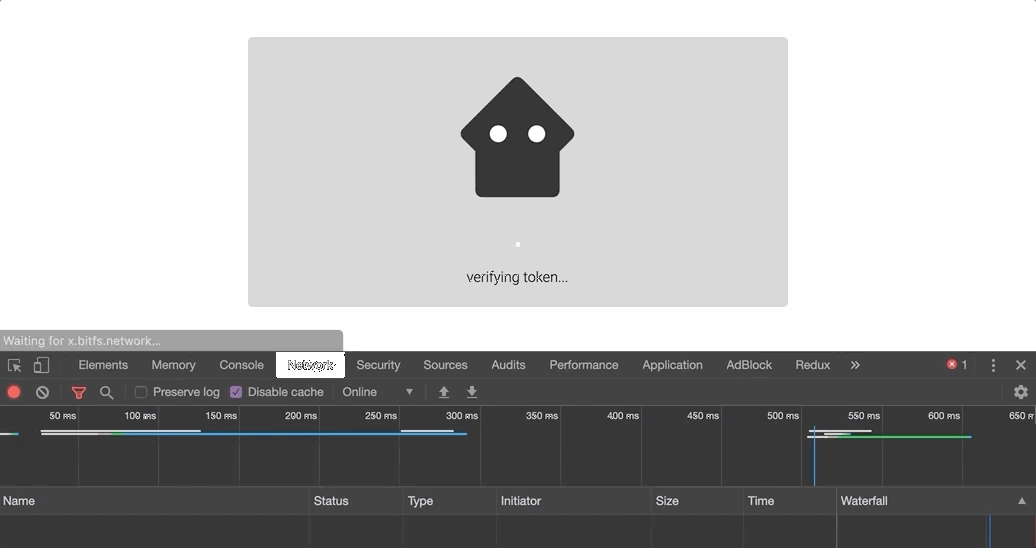 verifying token...
Waiting for x.bitfs.network...
Elements Memory Console Network Security Sources Audits Performance Application AdBlock Redux » 1
Preserve log Disable cache Online
50 ms 100 ms 150 ms 200 ms 250 ms 300 ms 350 ms 400 ms 450 ms 500 ms 550 ms 600 ms 650 m
Name Status Type Initiator Size Time Waterfall